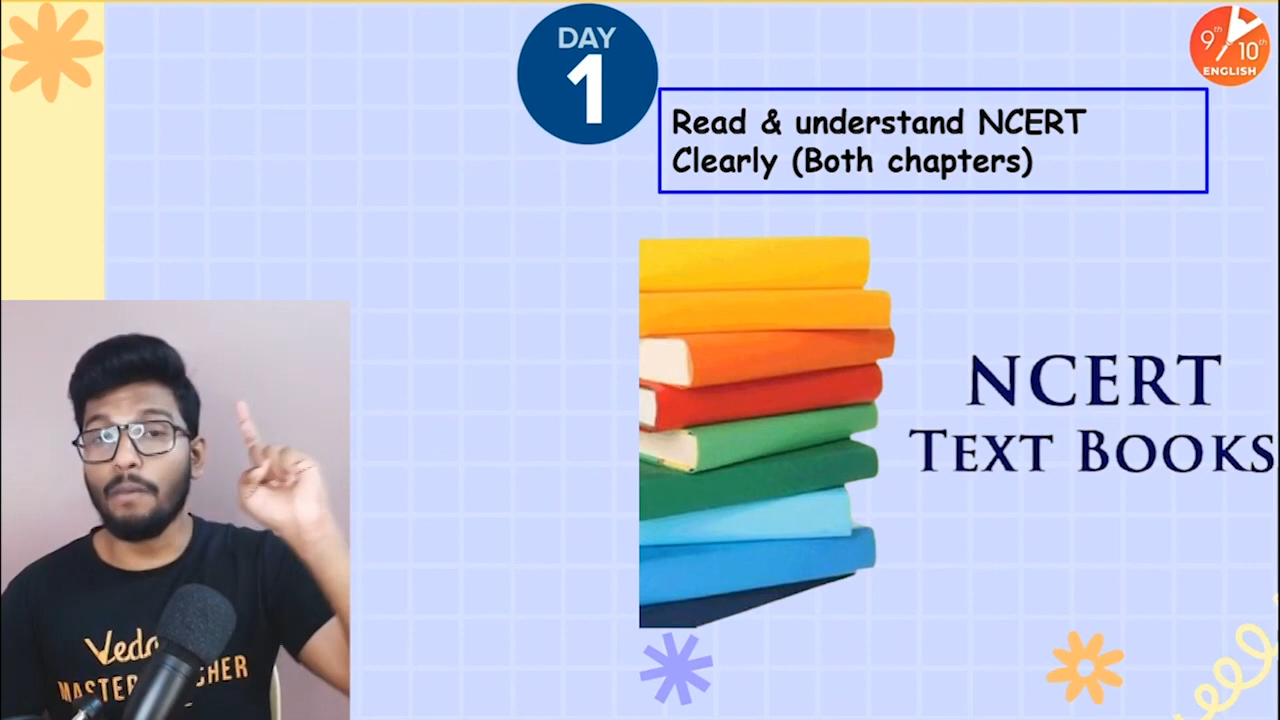 DAY
1
9th 10th
ENGLISH
Read & understand NCERT
Clearly (Both chapters)
NCERT
TEXT BOOKS